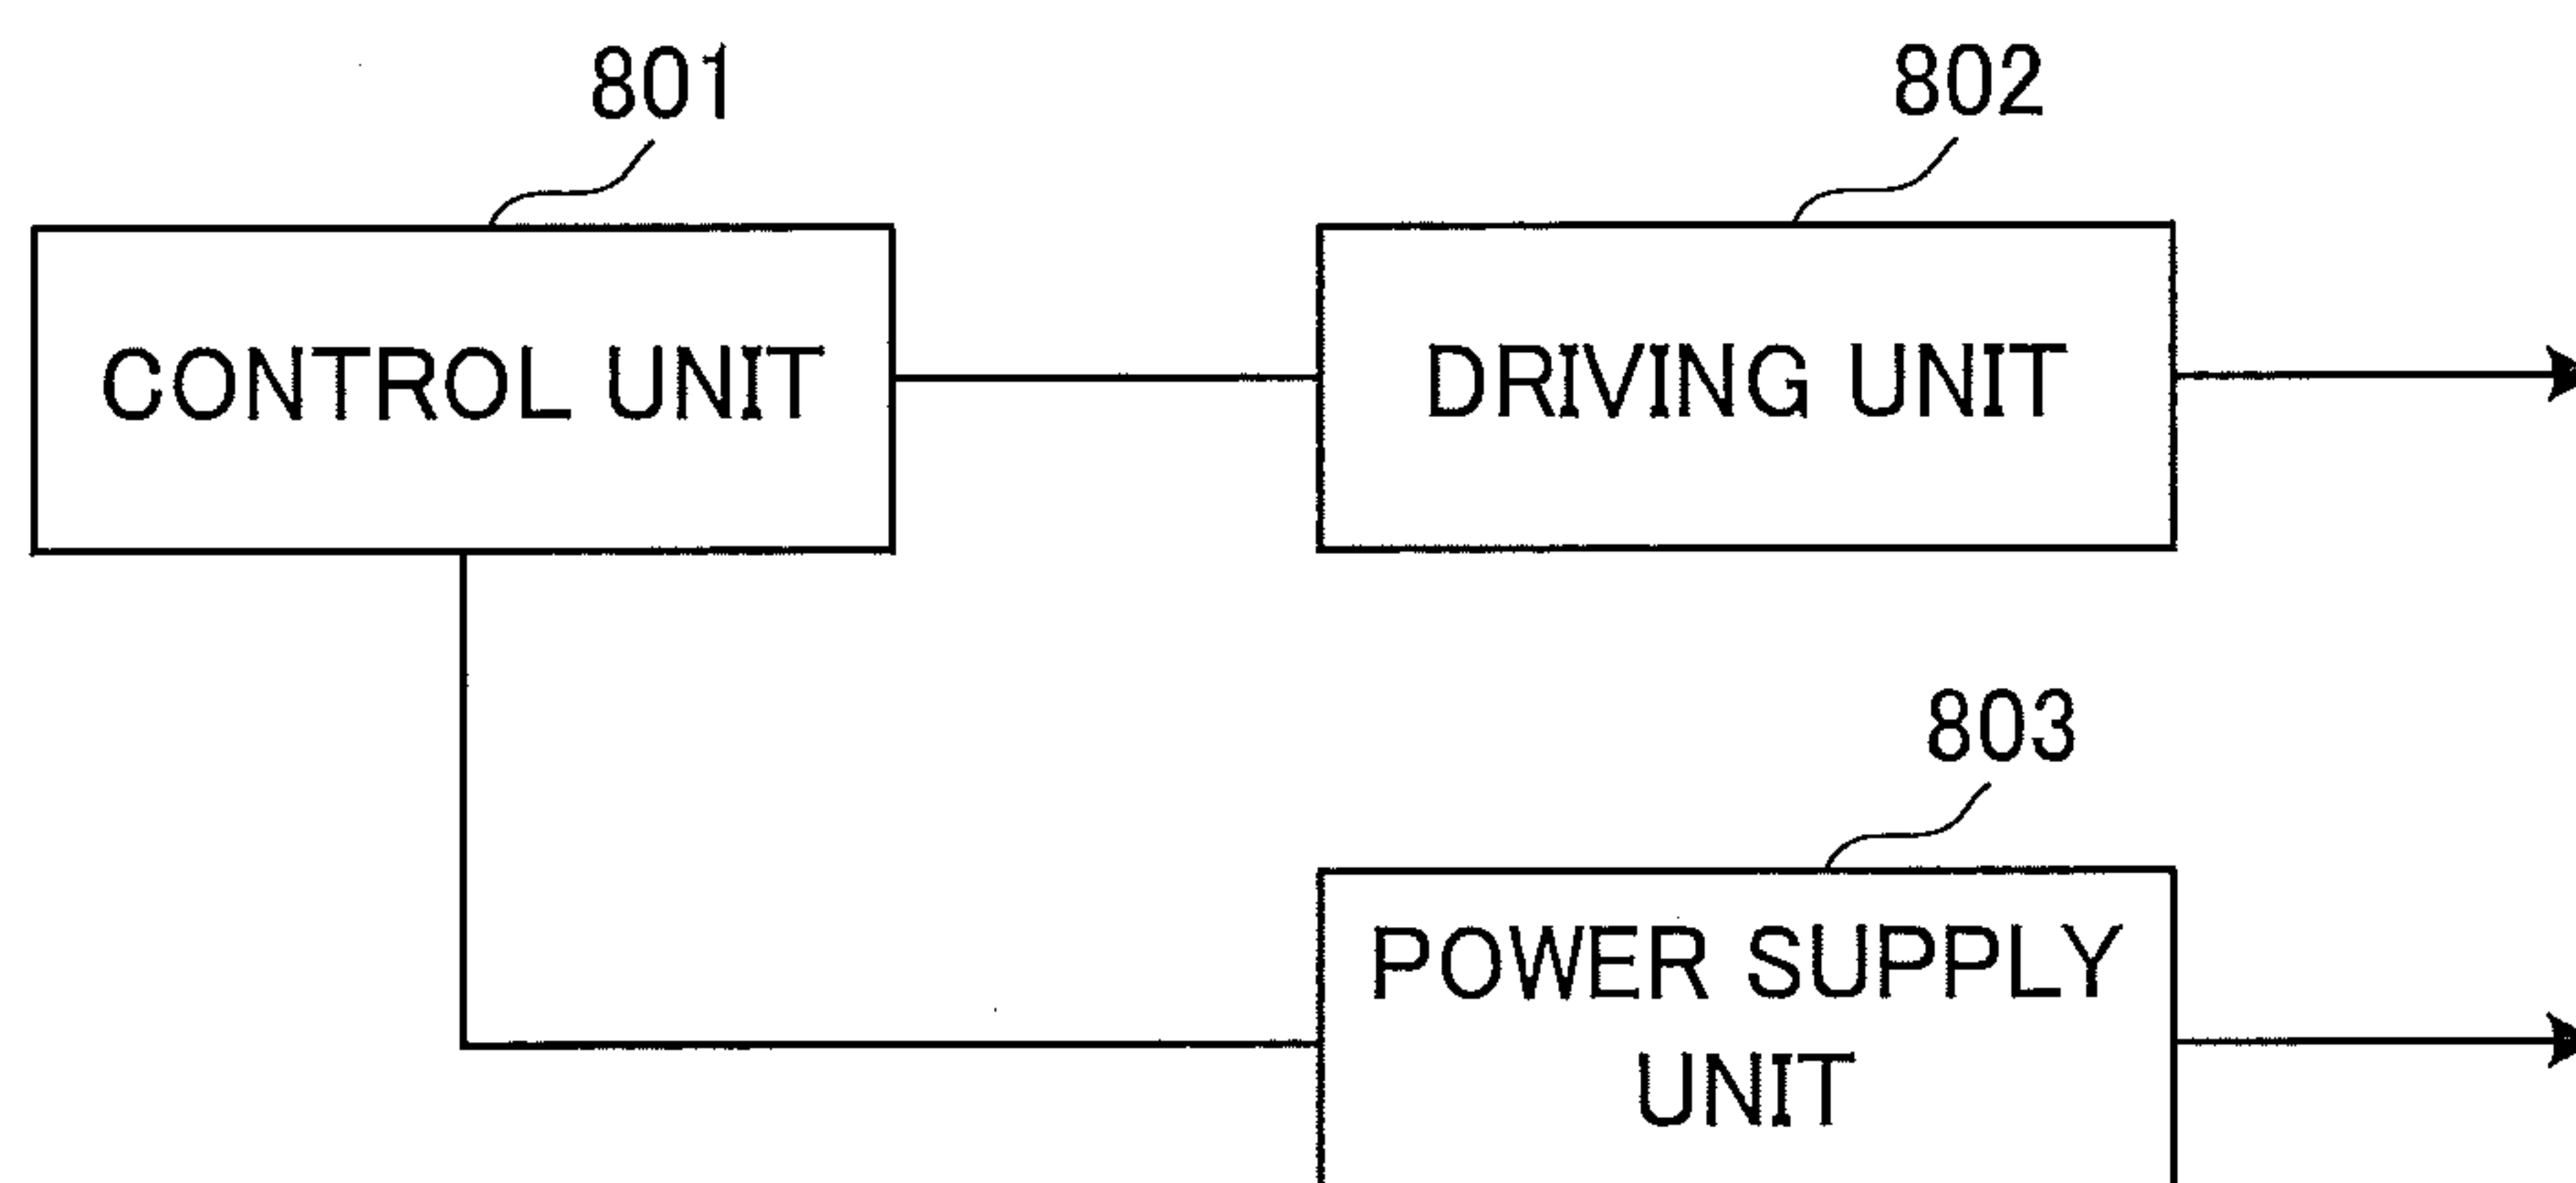 801
802
CONTROL UNIT
DRIVING UNIT
803
POWER SUPPLY
UNIT